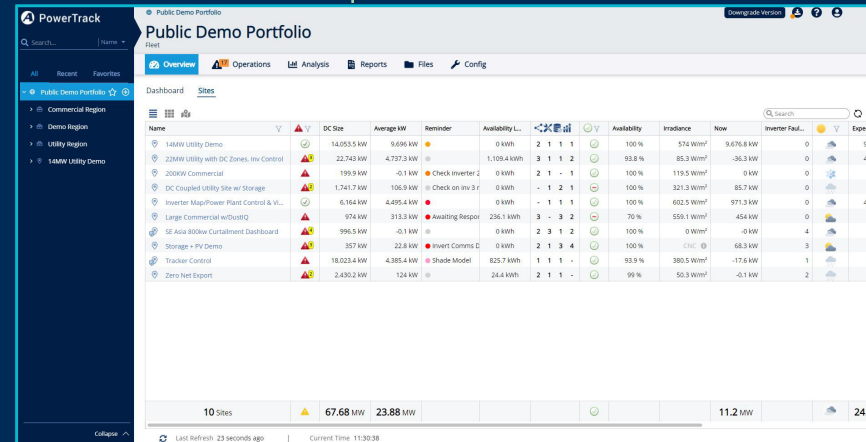 PowerTrack
Search... Name
All Recent Favorites
Public Demo Portfolio
Commercial Region
Demo Region
Utility Region
14MW Utility Demo
Collapse
Public Demo Portfolio
Downgrade Version
Public Demo Portfolio
Fleet
Overview 17 Operations Analysis Reports Files Config
Dashboard Sites
Search
Name DC Size Average kW Reminder Availability L... Availability Irradiance Now Inverter Faul... Expe
14MW Utility Demo 14,053.5 kW 9,696 kW 0 kWh 2 1 1 1 100 % 574 W/m² 9,676.8 kW 0 9
22MW Utility with DC Zones, Inv Control 22,743 kW 4,737.3 kW 1,109.4 kWh 3 1 1 2 93.8 % 85.3 W/m² -36.3 kW 0 4
200KW Commercial 199.9 kW -0.1 kW Check inverter 2 0 kWh 2 1 - 1 100 % 119.5 W/m² 0 kW 0
DC Coupled Utility Site w/ Storage 1,741.7 kW 106.9 kW Check on inv 3 r 0 kWh - 1 2 1 100 % 321.3 W/m² 85.7 kW 0
Inverter Map/Power Plant Control & Vi... 6,164 kW 4,495.4 kW 0 kWh - 1 1 1 100 % 602.5 W/m² 971.3 kW 0 4
Large Commercial w/DustIQ 974 kW 313.3 kW Awaiting Respor 236.1 kWh 3 - 3 2 70 % 559.1 W/m² 454 kW 0
SE Asia 800kw Curtailment Dashboard 996.5 kW -0.1 kW 0 kWh 2 3 1 2 100 % 0 W/m² -0 kW 4
Storage + PV Demo 357 kW 22.8 kW Invert Comms D 0 kWh 2 1 3 4 100 % CNC 68.3 kW 3
Tracker Control 18,023.4 kW 4,385.4 kW Shade Model 825.7 kWh 1 1 1 - 93.9 % 380.5 W/m² -17.6 kW 1
Zero Net Export 2,430.2 kW 124 kW 24.4 kWh 2 1 1 - 99 % 50.3 W/m² -0.1 kW 2
10 Sites 67.68 MW 23.88 MW 11.2 MW 24
Last Refresh 23 seconds ago | Current Time 11:30:38